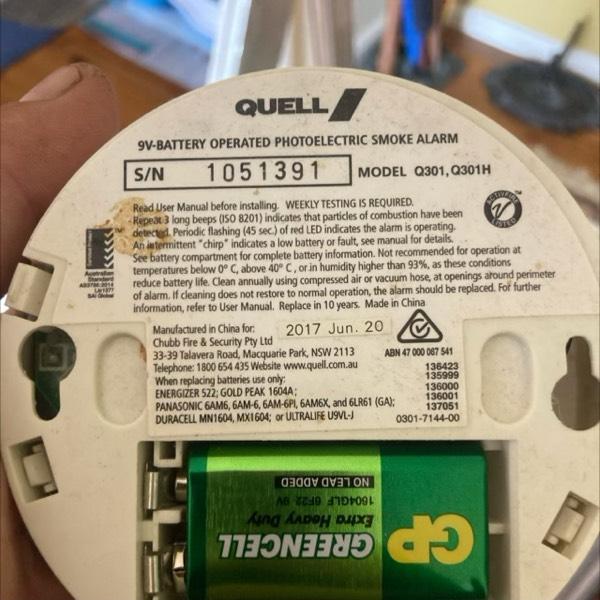 QUELL
9V-BATTERY OPERATED PHOTOELECTRIC SMOKE ALARM
S/N 1051391 MODEL Q301, Q301H
Read User Manual before installing. WEEKLY TESTING IS REQUIRED.
Repeat 3 long beeps (ISO 8201) indicates that particles of combustion have been
detected. Periodic flashing (45 sec.) of red LED indicates the alarm is operating.
An intermittent "chirp" indicates a low battery or fault, see manual for details.
See battery compartment for complete battery information. Not recommended for operation at
temperatures below 0° C, above 40° C, or in humidity higher than 93%, as these conditions
reduce battery life. Clean annually using compressed air or vacuum hose, at openings around perimeter
of alarm. If cleaning does not restore to normal operation, the alarm should be replaced. For further
information, refer to User Manual. Replace in 10 years. Made in China
ACTIVFIRE
LISTED
Australian
Standard
AS3786:2014
SAI Global
Manufactured in China for: 2017 Jun. 20
Chubb Fire & Security Pty Ltd
33-39 Talavera Road, Macquarie Park, NSW 2113
Telephone: 1800 654 435 Website www.quell.com.au
When replacing batteries use only:
ENERGIZER 522; GOLD PEAK 1604A;
PANASONIC 6AM6, 6AM-6, 6AM-6PI, 6AM6X, and 6LR61 (GA);
DURACELL MN1604, MX1604; or ULTRALIFE U9VL-J
ABN 47 000 067 541
136423
135999
136000
136001
137051
0301-7144-00
GP GREENCELL
Extra Heavy Duty
1604GLF 6F22 9V
NO LEAD ADDED